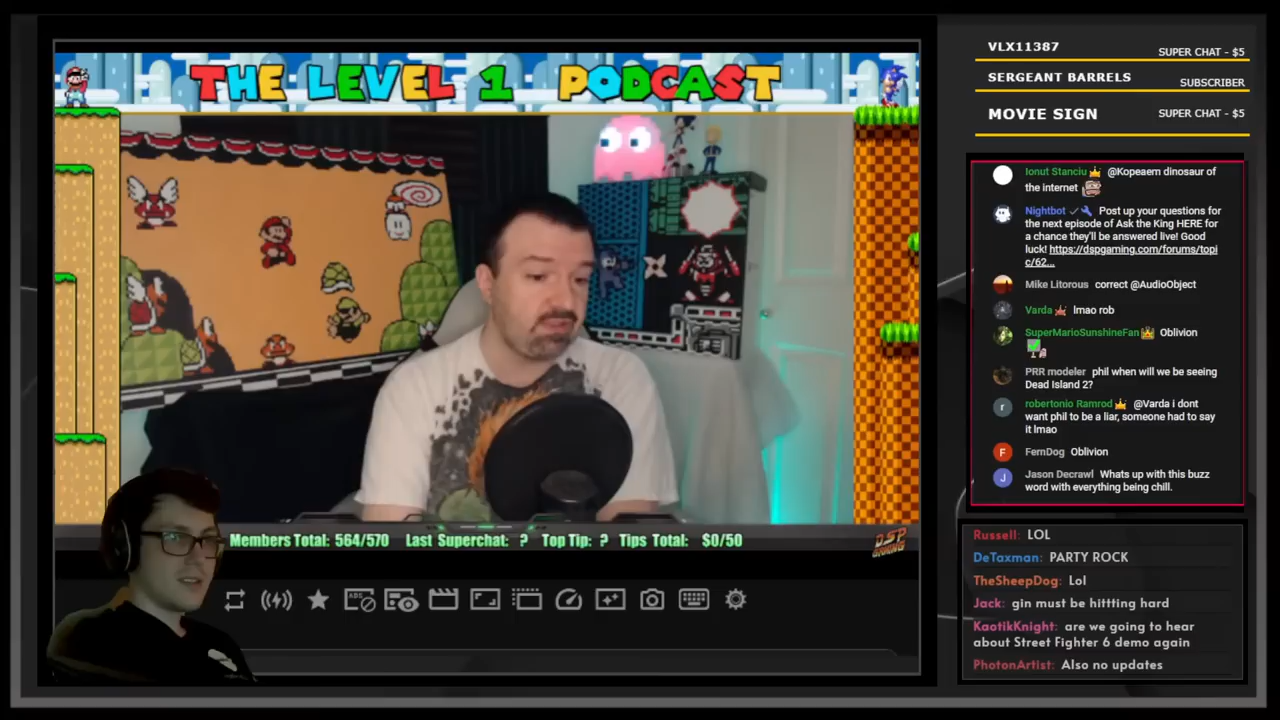 THE LEVEL 1 PODCAST
Members Total: 564/570 Last Superchat: ? Top Tip: ? Tips Total: $0/50
DSP
GAMING
ABC
VLX11387 SUPER CHAT - $5
SERGEANT BARRELS SUBSCRIBER
MOVIE SIGN SUPER CHAT - $5
Ionut Stanciu @Kopeaem dinosaur of
the internet
Nightbot Post up your questions for
the next episode of Ask the King HERE for
a chance they'll be answered live! Good
luck! https://dspgaming.com/forums/topi
c/62...
Mike Litorous correct @AudioObject
Varda lmao rob
SuperMarioSunshineFan Oblivion
PRR modeler phil when will we be seeing
Dead Island 2?
r robertonio Ramrod @Varda i dont
want phil to be a liar, someone had to say
it lmao
F FernDog Oblivion
J Jason Decrawl Whats up with this buzz
word with everything being chill.
Russell: LOL
DeTaxman: PARTY ROCK
TheSheepDog: Lol
Jack: gin must be hittting hard
KaotikKnight: are we going to hear
about Street Fighter 6 demo again
PhotonArtist: Also no updates